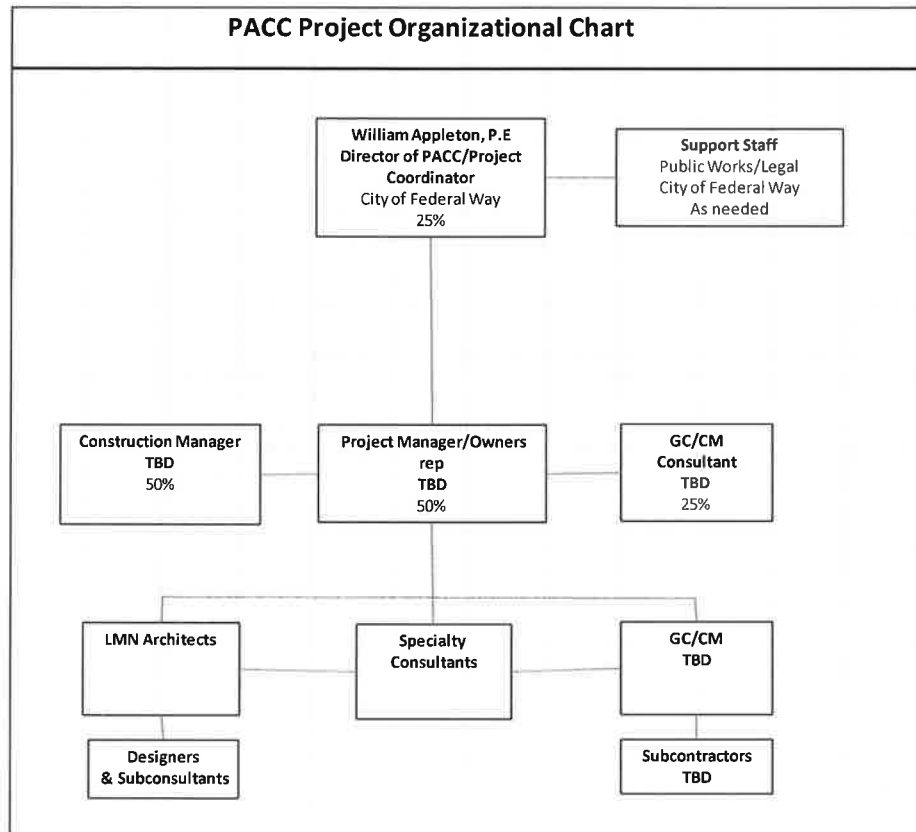 PACC Project Organizational Chart
William Appleton, P.E
Director of PACC/Project
Coordinator
City of Federal Way
25%
Support Staff
Public Works/Legal
City of Federal Way
As needed
Construction Manager
TBD
50%
Project Manager/Owners
rep
TBD
50%
GC/CM
Consultant
TBD
25%
LMN Architects
Specialty
Consultants
GC/CM
TBD
Designers
& Subconsultants
Subcontractors
TBD